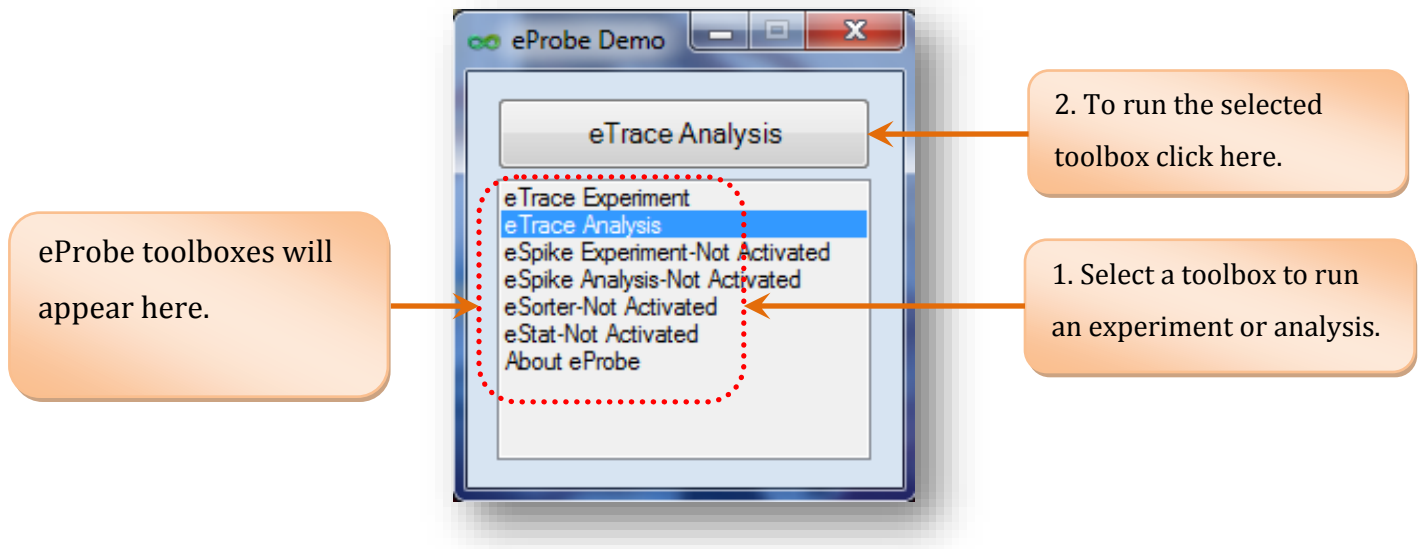 eProbe Demo
eTrace Analysis
eTrace Experiment
eTrace Analysis
eSpike Experiment-Not Activated
eSpike Analysis-Not Activated
eSorter-Not Activated
eStat-Not Activated
About eProbe
eProbe toolboxes will
appear here.
2. To run the selected
toolbox click here.
1. Select a toolbox to run
an experiment or analysis.